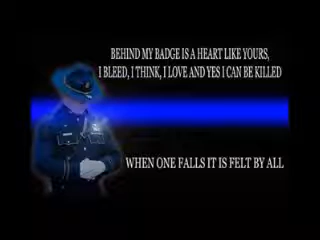 BEHIND MY BADGE IS A HEART LIKE YOURS,
I BLEED, I THINK, I LOVE AND YES I CAN BE KILLED
WHEN ONE FALLS IT IS FELT BY ALL